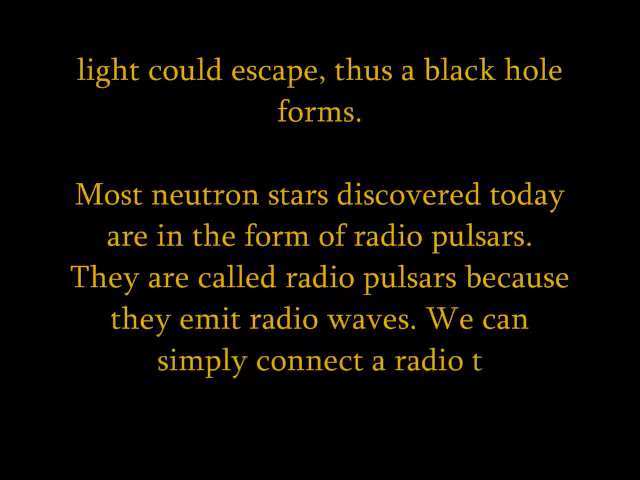 light could escape, thus a black hole
forms.
Most neutron stars discovered today
are in the form of radio pulsars.
They are called radio pulsars because
they emit radio waves. We can
simply connect a radio t